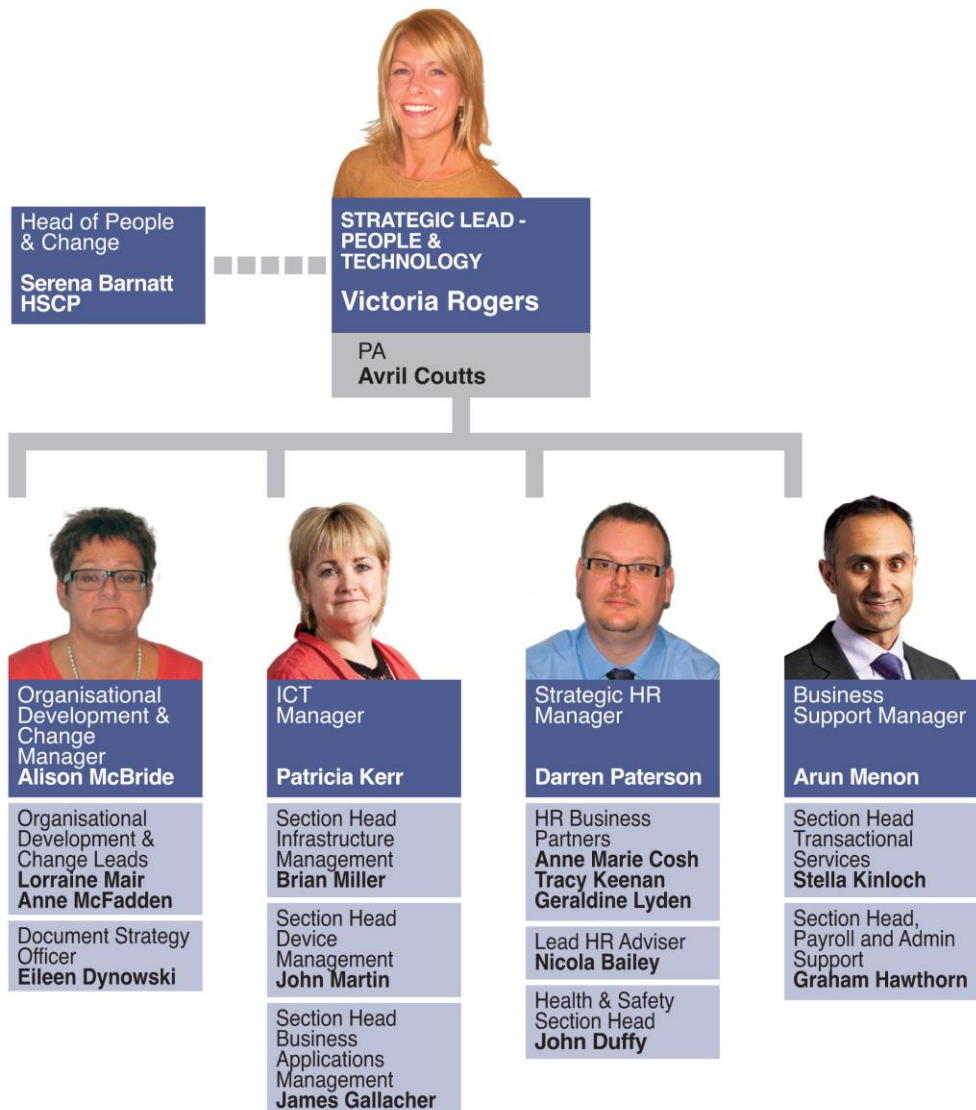 Head of People
& Change
Serena Barnatt
HSCP
STRATEGIC LEAD -
PEOPLE &
TECHNOLOGY
Victoria Rogers
PA
Avril Coutts
Organisational
Development &
Change
Manager
Alison McBride
Organisational
Development &
Change Leads
Lorraine Mair
Anne McFadden
Document Strategy
Officer
Eileen Dynowski
ICT
Manager
Patricia Kerr
Section Head
Infrastructure
Management
Brian Miller
Section Head
Device
Management
John Martin
Section Head
Business
Applications
Management
James Gallacher
Strategic HR
Manager
Darren Paterson
HR Business
Partners
Anne Marie Cosh
Tracy Keenan
Geraldine Lyden
Lead HR Adviser
Nicola Bailey
Health & Safety
Section Head
John Duffy
Business
Support Manager
Arun Menon
Section Head
Transactional
Services
Stella Kinloch
Section Head,
Payroll and Admin
Support
Graham Hawthorn